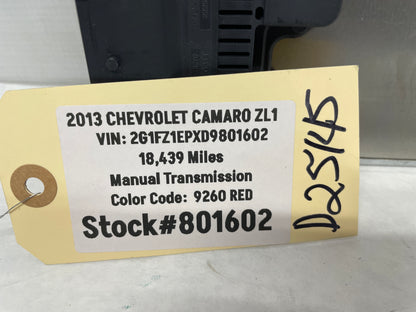 2013 CHEVROLET CAMARO ZL1
VIN: 2G1FZ1EPXD9801602
18,439 Miles
Manual Transmission
Color Code: 9260 RED
Stock#801602
D25145